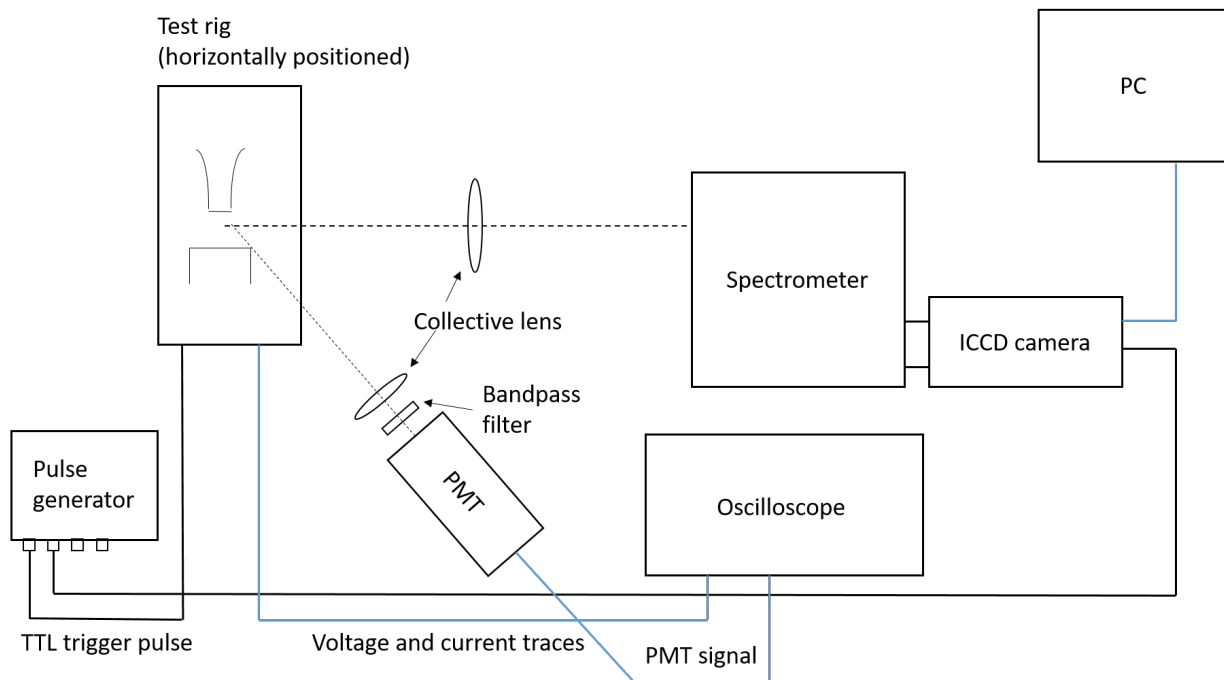 Test rig
(horizontally positioned)
PC
Spectrometer
Collective lens
ICCD camera
Bandpass
filter
Pulse
generator
PMT
Oscilloscope
TTL trigger pulse
Voltage and current traces
PMT signal